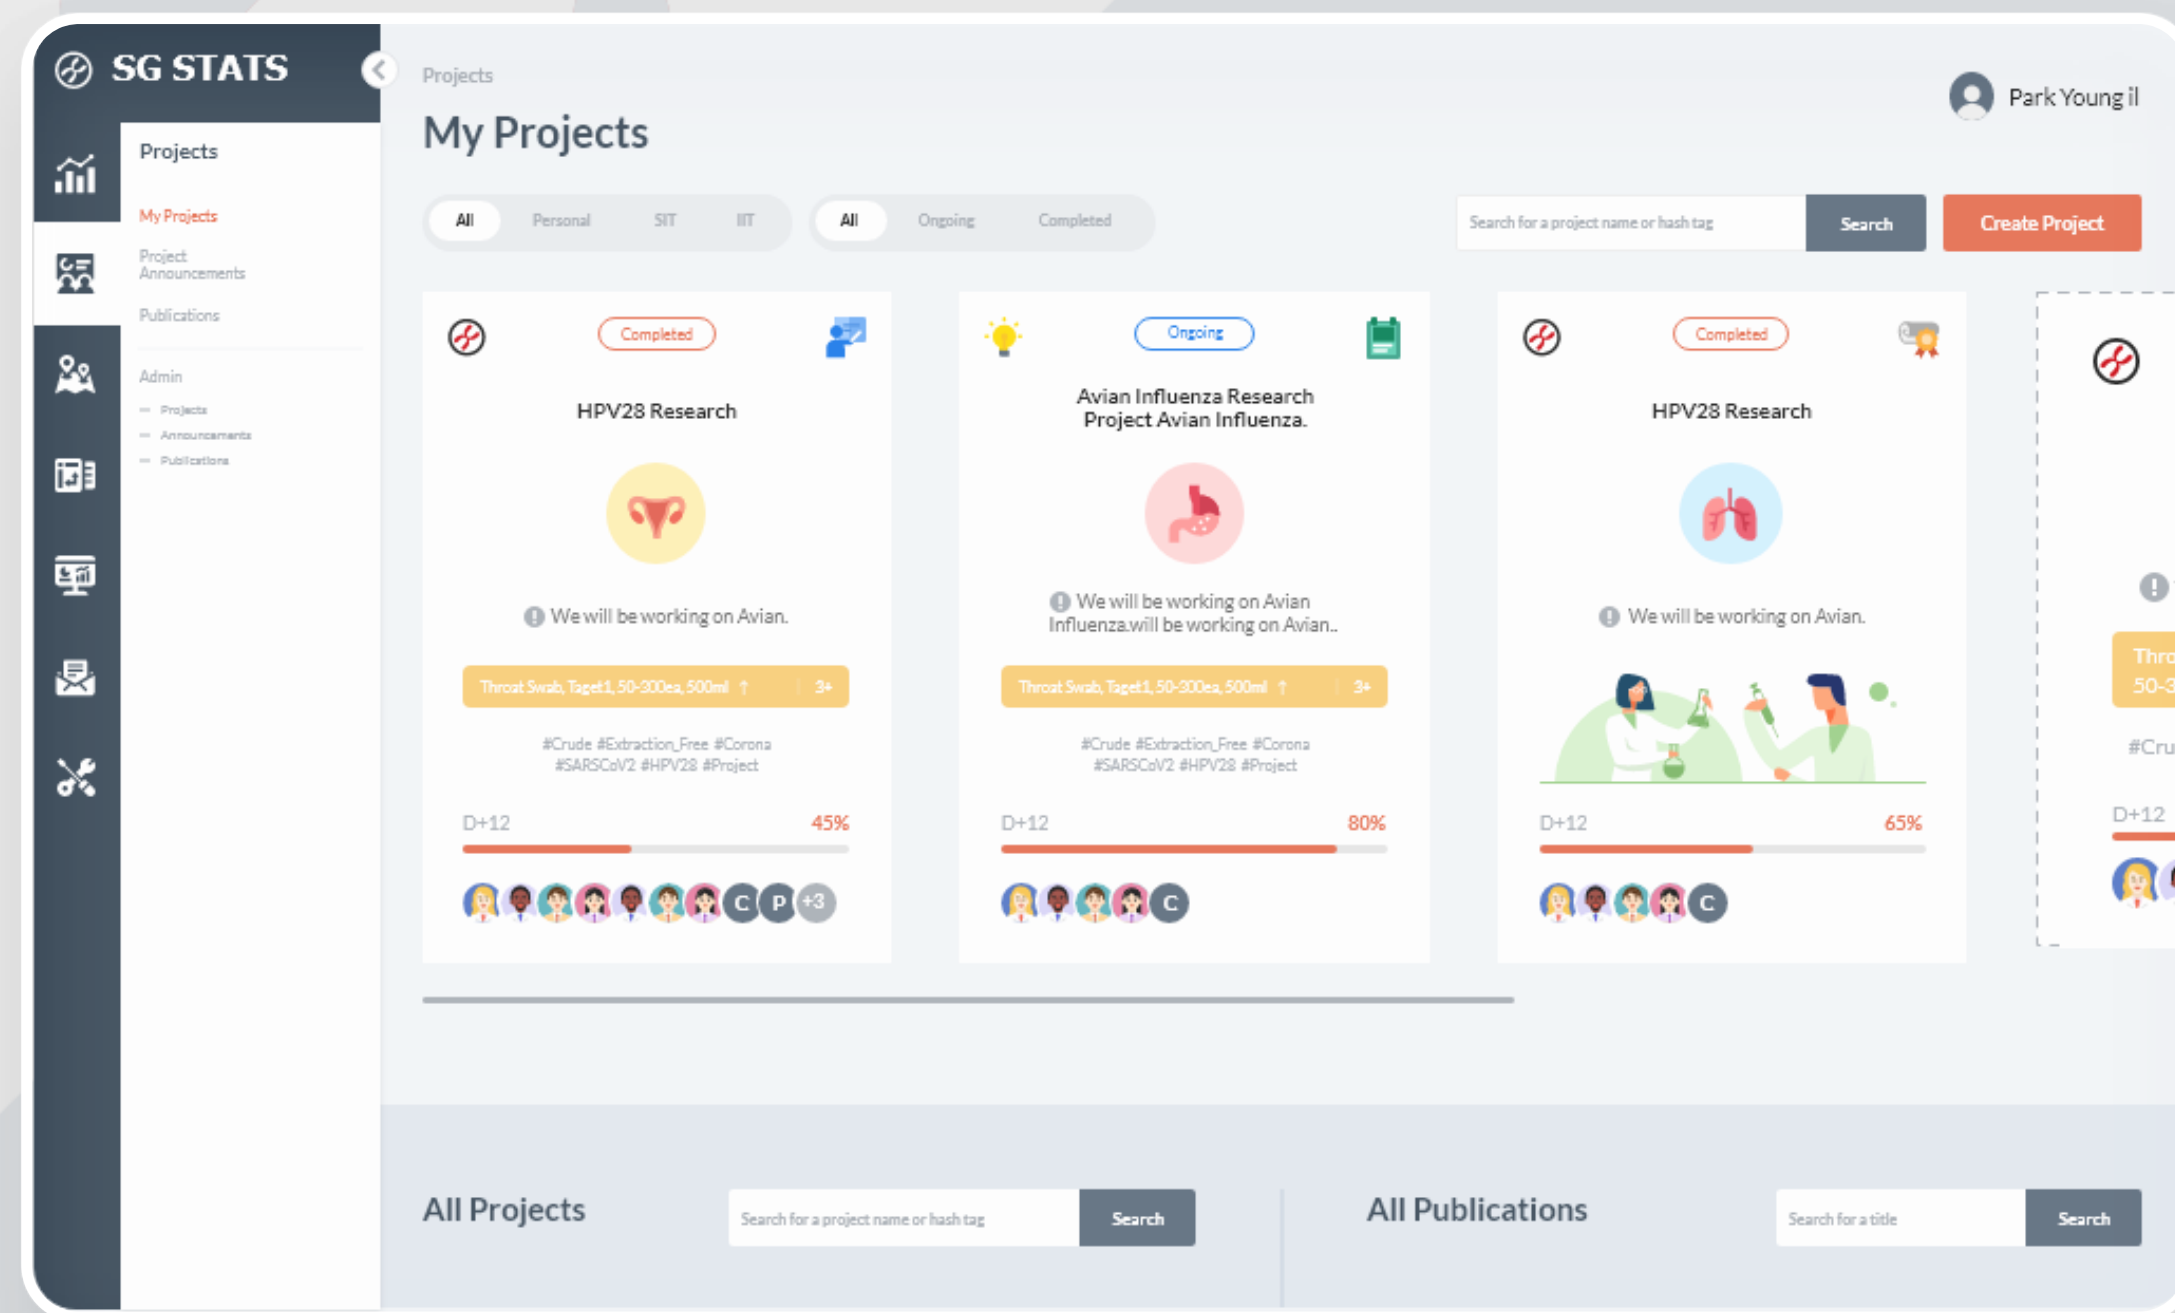 SG STATS
Projects
My Projects
Project
Announcements
Publications
Admin
Projects
Announcements
Publications
Projects
My Projects
Park Young il
All Personal SIT IIT
All Ongoing Completed
Search for a project name or hash tag
Search
Create Project
Completed
HPV28 Research
We will be working on Avian.
Throat Swab, Taget1, 50-300ea, 500ml ↑ 3+
#Crude #Extraction_Free #Corona
#SARSCoV2 #HPV28 #Project
D+12 45%
C P +3
Ongoing
Avian Influenza Research
Project Avian Influenza.
We will be working on Avian
Influenza.will be working on Avian..
Throat Swab, Taget1, 50-300ea, 500ml ↑ 3+
#Crude #Extraction_Free #Corona
#SARSCoV2 #HPV28 #Project
D+12 80%
C
Completed
HPV28 Research
We will be working on Avian.
D+12 65%
C
Thro
50-3
#Cru
D+12
All Projects
Search for a project name or hash tag
Search
All Publications
Search for a title
Search